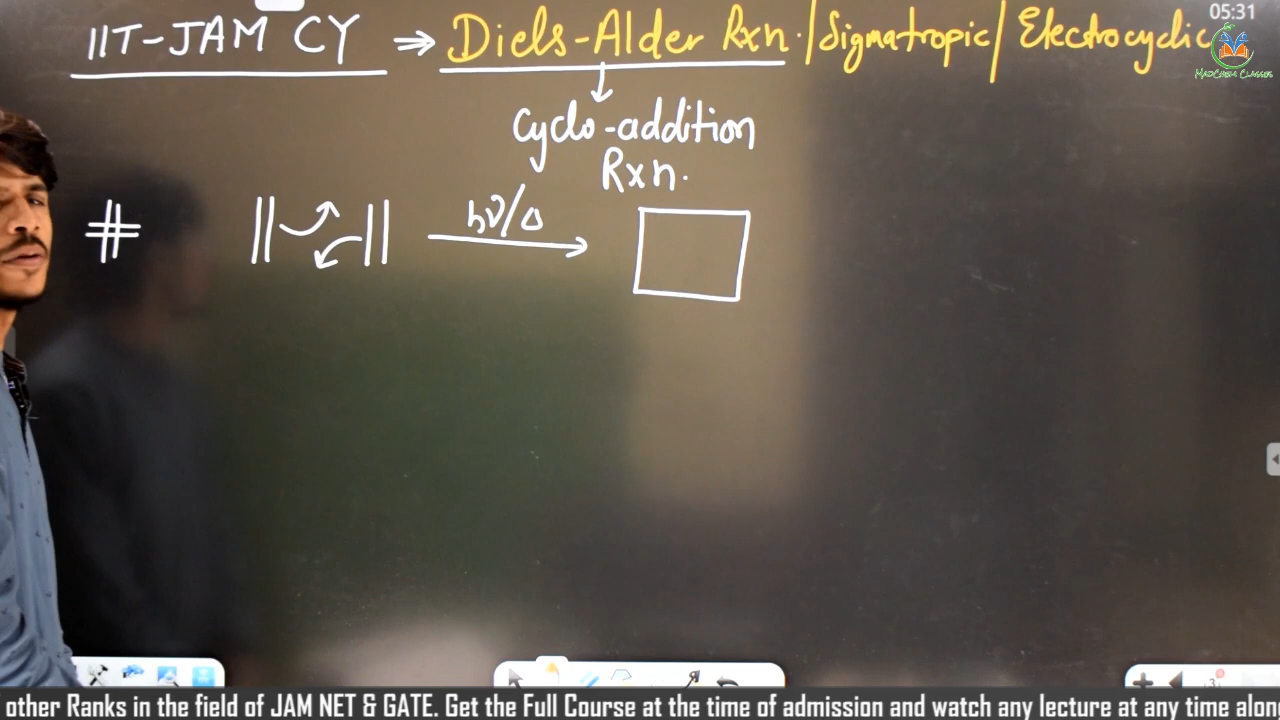 05:31
IIT-JAM CY ⇒ Diels-Alder Rxn./Sigmatropic/Electrocyclic
MadChem Classes
Cyclo-addition
Rxn.
# hν/Δ
other Ranks in the field of JAM NET & GATE. Get the Full Course at the time of admission and watch any lecture at any time alon